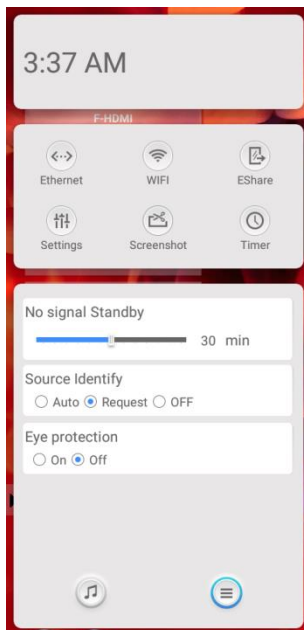 3:37 AM
F-HDMI
Ethernet WIFI EShare
Settings Screenshot Timer
No signal Standby
30 min
Source Identify
Auto Request OFF
Eye protection
On Off